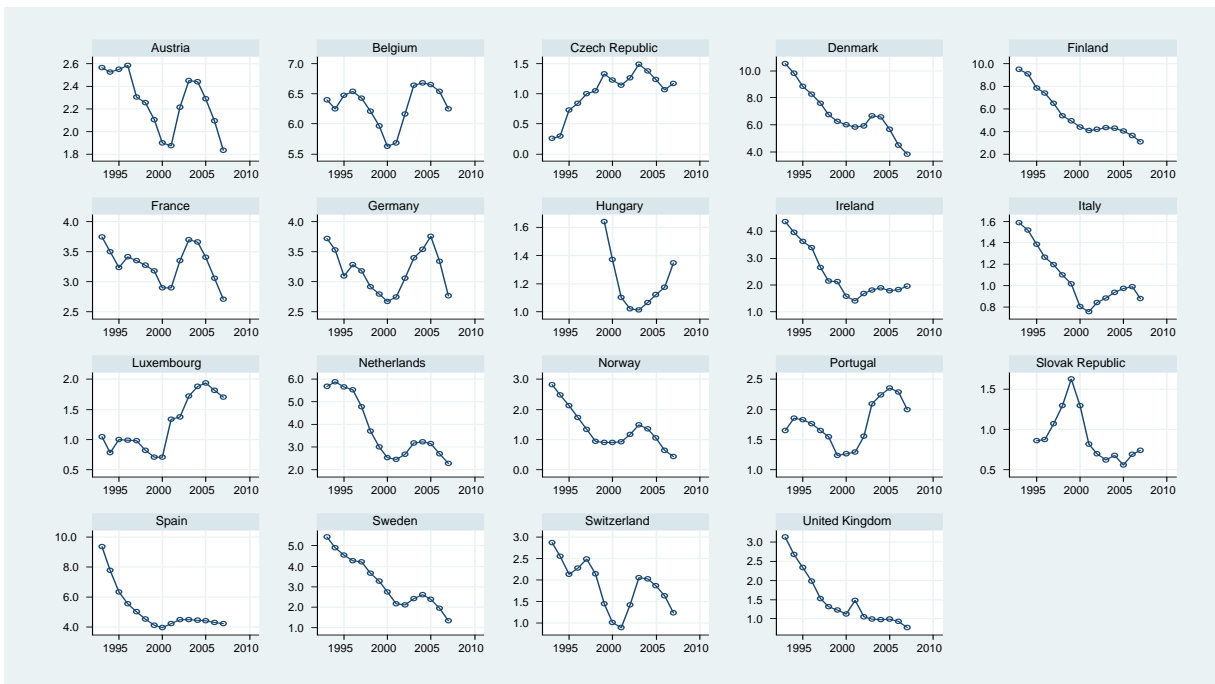 Austria Belgium Czech Republic Denmark Finland
2.6 7.0 1.5 10.0 10.0
2.4 6.5 1.0 8.0 8.0
2.2 6.0 0.5 6.0 6.0
2.0 5.5 0.0 4.0 4.0
1.8 2.0
1995 2000 2005 2010 1995 2000 2005 2010 1995 2000 2005 2010 1995 2000 2005 2010 1995 2000 2005 2010
France Germany Hungary Ireland Italy
4.0 4.0 1.6 4.0 1.6
3.5 3.5 1.4 3.0 1.4
3.0 3.0 1.2 2.0 1.2
2.5 2.5 1.0 1.0 1.0
0.8
1995 2000 2005 2010 1995 2000 2005 2010 1995 2000 2005 2010 1995 2000 2005 2010 1995 2000 2005 2010
Luxembourg Netherlands Norway Portugal Slovak Republic
2.0 6.0 3.0 2.5 1.5
1.5 5.0 2.0 2.0 1.0
1.0 4.0 1.0 1.5 0.5
0.5 3.0 0.0 1.0
2.0
1995 2000 2005 2010 1995 2000 2005 2010 1995 2000 2005 2010 1995 2000 2005 2010 1995 2000 2005 2010
Spain Sweden Switzerland United Kingdom
10.0 5.0 3.0 3.0
8.0 4.0 2.5 2.5
6.0 3.0 2.0 2.0
4.0 2.0 1.5 1.5
1.0 1.0 1.0
1995 2000 2005 2010 1995 2000 2005 2010 1995 2000 2005 2010 1995 2000 2005 2010